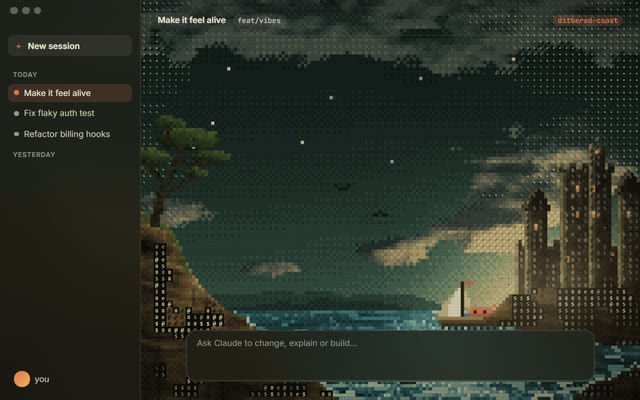 + New session
TODAY
Make it feel alive
Fix flaky auth test
Refactor billing hooks
YESTERDAY
you
Make it feel alive feat/vibes
dithered-coast
Ask Claude to change, explain or build...